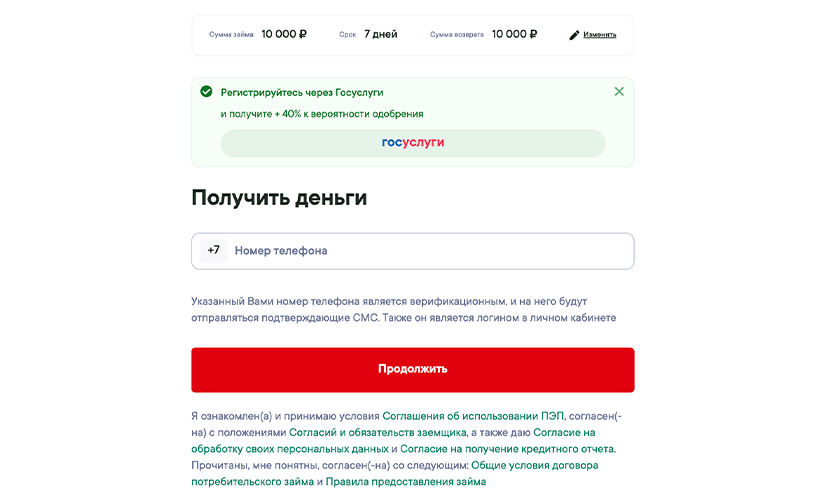 Сумма займа 10 000 ₽ Срок 7 дней Сумма возврата 10 000 ₽ Изменить
Регистрируйтесь через Госуслуги
и получите + 40% к вероятности одобрения
госуслуги
Получить деньги
+7 Номер телефона
Указанный Вами номер телефона является верификационным, и на него будут
отправляться подтверждающие СМС. Также он является логином в личном кабинете
Продолжить
Я ознакомлен(а) и принимаю условия Соглашения об использовании ПЭП, согласен(-
на) с положениями Согласий и обязательств заемщика, а также даю Согласие на
обработку своих персональных данных и Согласие на получение кредитного отчета.
Прочитаны, мне понятны, согласен(-на) со следующим: Общие условия договора
потребительского займа и Правила предоставления займа